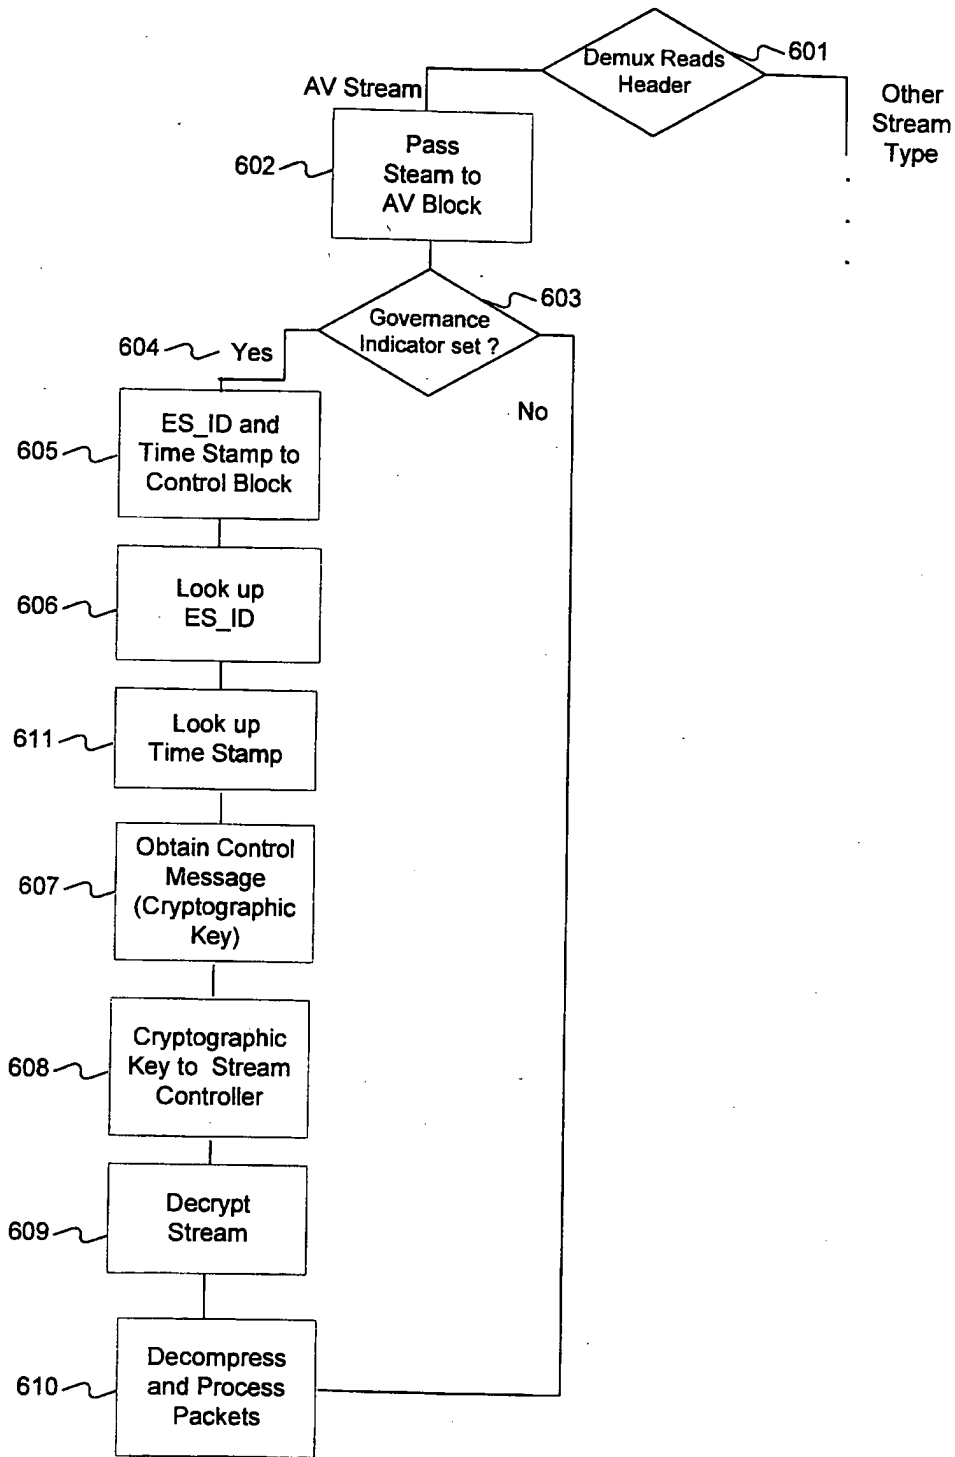 Demux Reads
Header
601
AV Stream
Other
Stream
Type
602
Pass
Steam to
AV Block
603
Governance
Indicator set ?
604
Yes
No
605
ES_ID and
Time Stamp to
Control Block
606
Look up
ES_ID
611
Look up
Time Stamp
607
Obtain Control
Message
(Cryptographic
Key)
608
Cryptographic
Key to Stream
Controller
609
Decrypt
Stream
610
Decompress
and Process
Packets